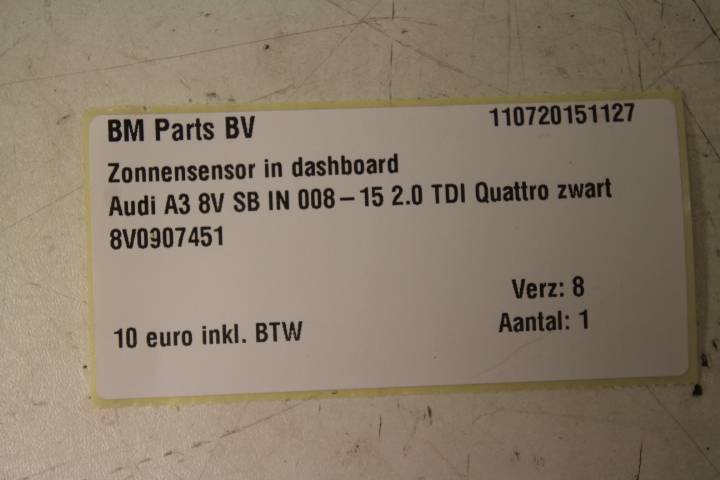 BM Parts BV 110720151127
Zonnensensor in dashboard
Audi A3 8V SB IN 008-15 2.0 TDI Quattro zwart
8V0907451
Verz: 8
10 euro inkl. BTW Aantal: 1